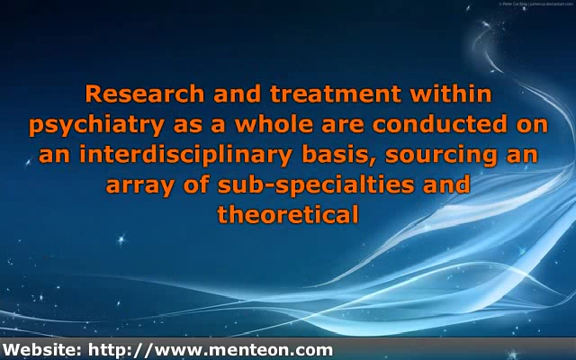 Research and treatment within
psychiatry as a whole are conducted on
an interdisciplinary basis, sourcing an
array of sub-specialties and
theoretical
Website: http://www.menteon.com